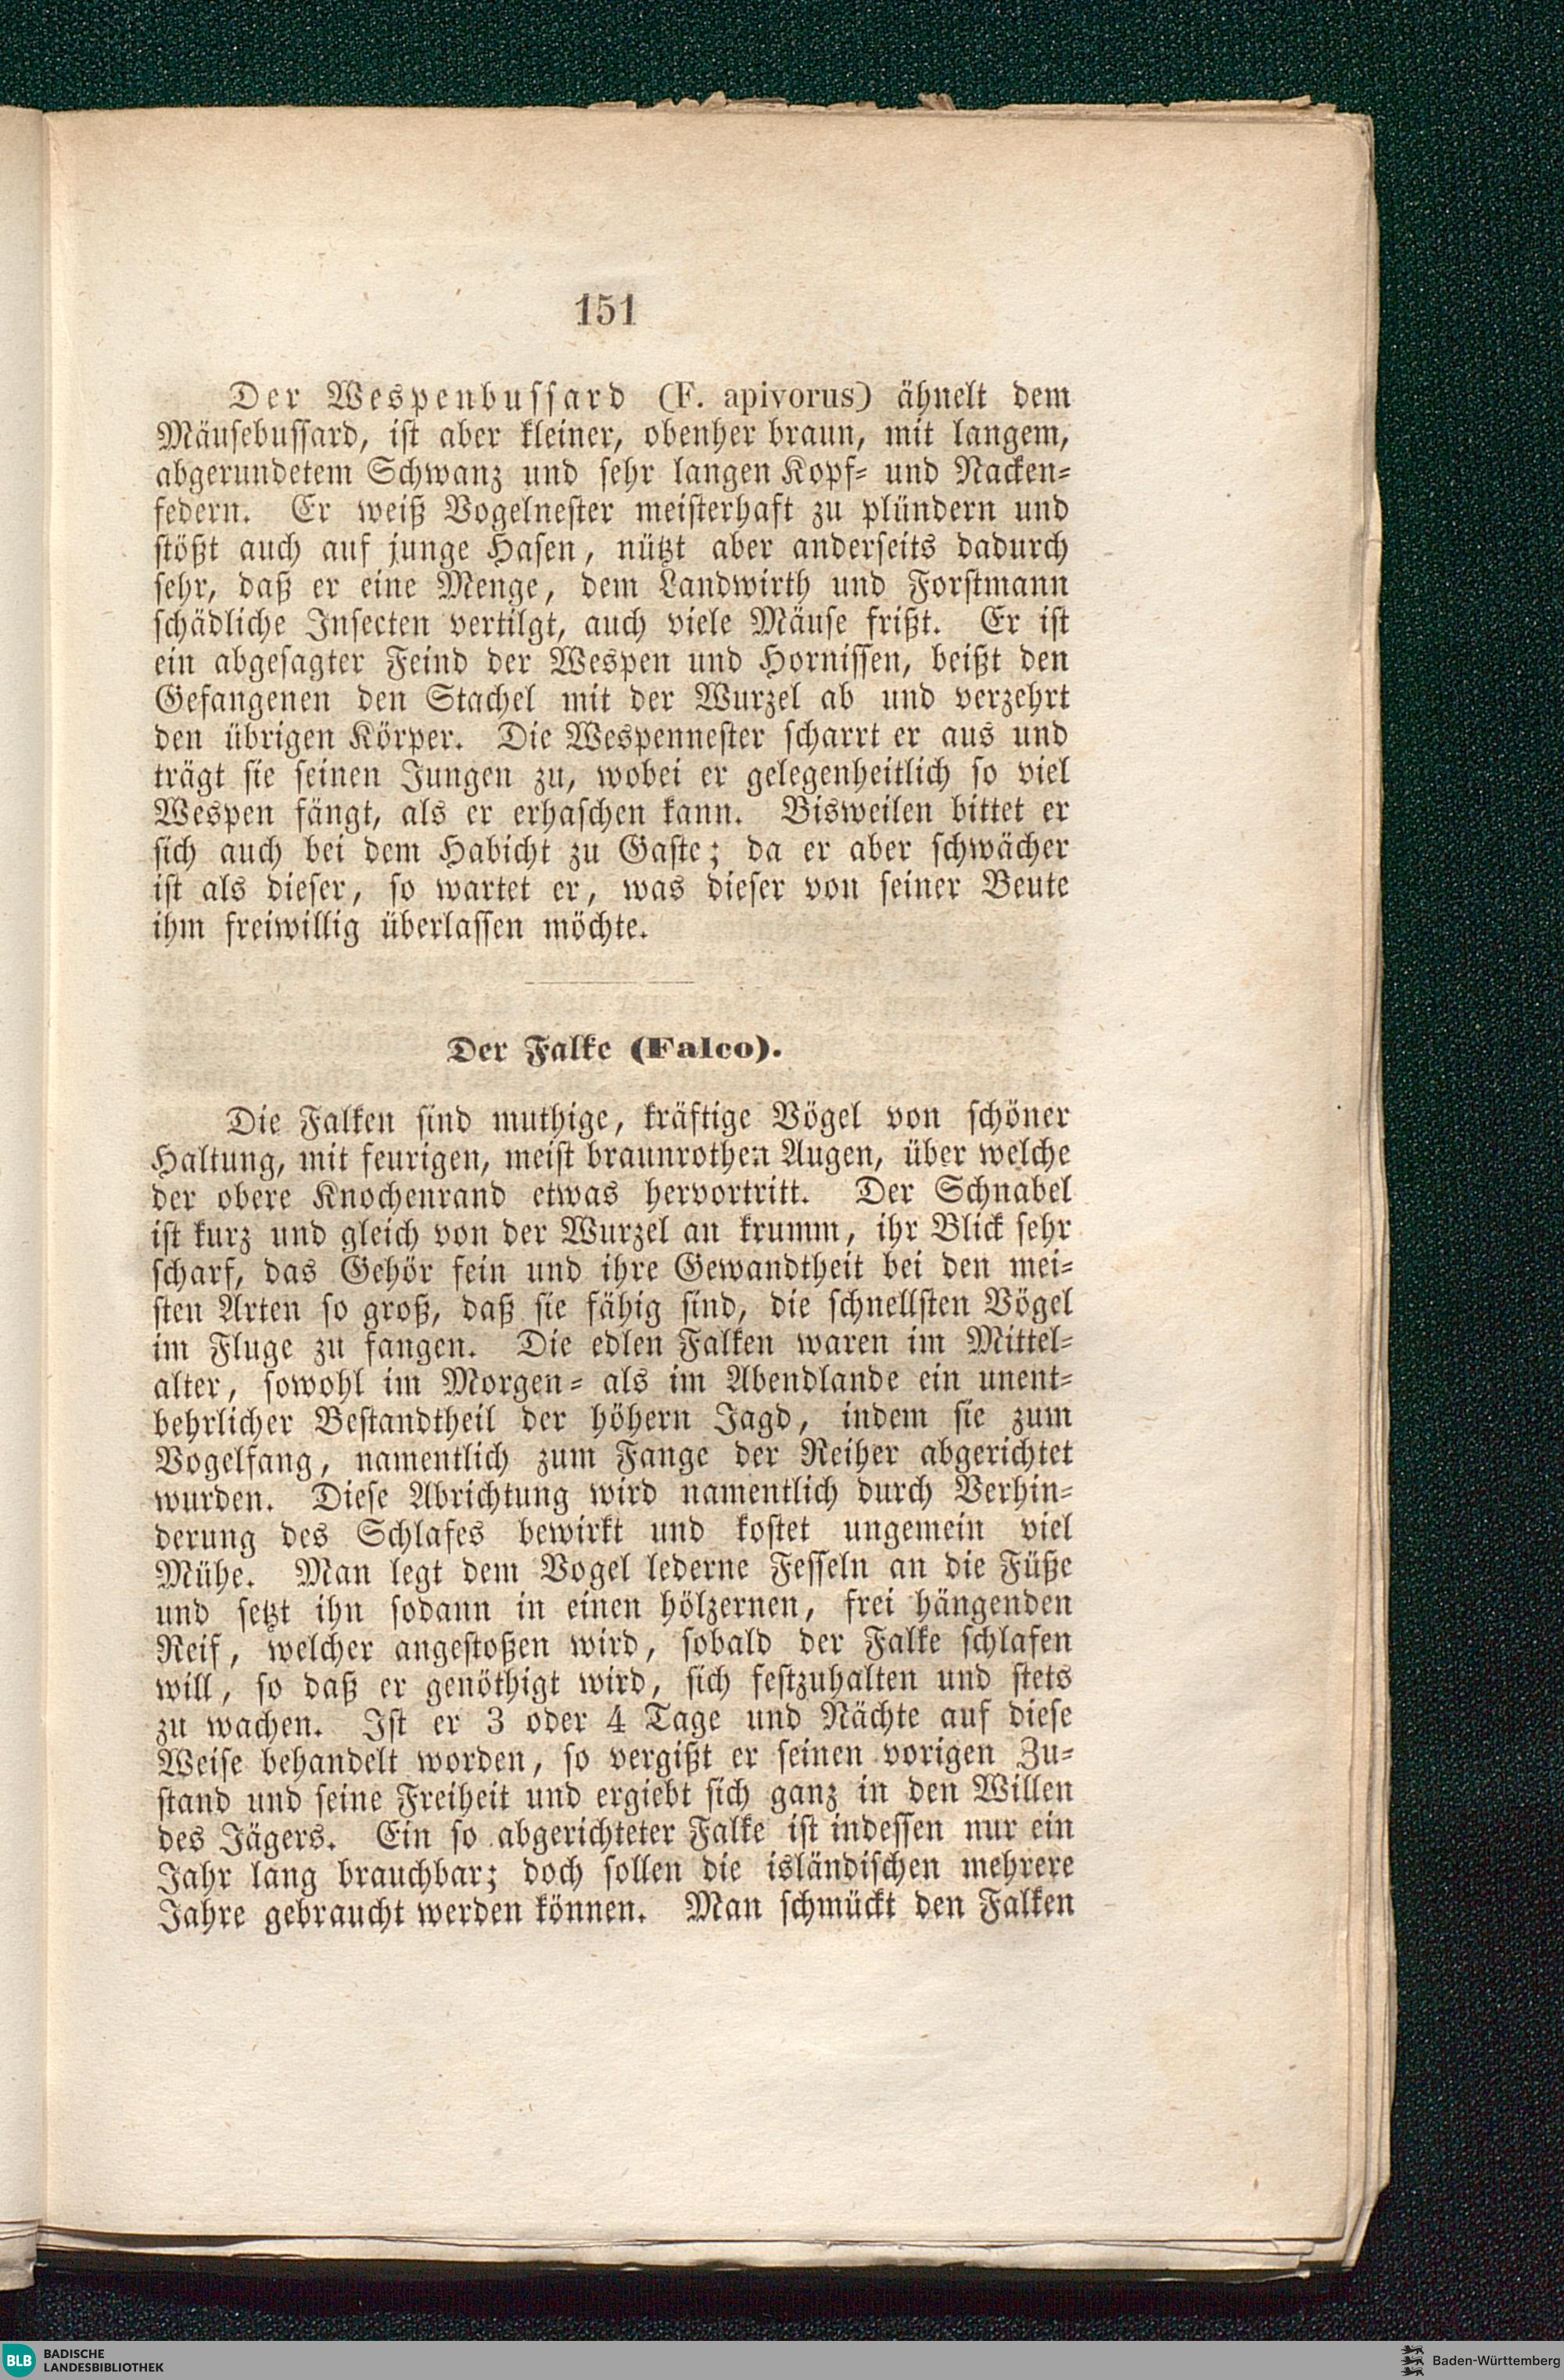 151
Der Wespenbussard (F. apivorus) ähnelt dem
Mäusebussard, ist aber kleiner, obenher braun, mit langem,
abgerundetem Schwanz und sehr langen Kopf- und Nacken-
federn. Er weiß Vogelnester meisterhaft zu plündern und
stößt auch auf junge Hasen, nützt aber anderseits dadurch
sehr, daß er eine Menge, dem Landwirth und Forstmann
schädliche Insecten vertilgt, auch viele Mäuse frißt. Er ist
ein abgesagter Feind der Wespen und Hornissen, beißt den
Gefangenen den Stachel mit der Wurzel ab und verzehrt
den übrigen Körper. Die Wespennester scharrt er aus und
trägt sie seinen Jungen zu, wobei er gelegenheitlich so viel
Wespen fängt, als er erhaschen kann. Bisweilen bittet er
sich auch bei dem Habicht zu Gaste; da er aber schwächer
ist als dieser, so wartet er, was dieser von seiner Beute
ihm freiwillig überlassen möchte.
Der Falke (Falco).
Die Falken sind muthige, kräftige Vögel von schöner
Haltung, mit feurigen, meist braunrothen Augen, über welche
der obere Knochenrand etwas hervortritt. Der Schnabel
ist kurz und gleich von der Wurzel an krumm, ihr Blick sehr
scharf, das Gehör fein und ihre Gewandtheit bei den mei-
sten Arten so groß, daß sie fähig sind, die schnellsten Vögel
im Fluge zu fangen. Die edlen Falken waren im Mittel-
alter, sowohl im Morgen- als im Abendlande ein unent-
behrlicher Bestandtheil der höhern Jagd, indem sie zum
Vogelfang, namentlich zum Fange der Reiher abgerichtet
wurden. Diese Abrichtung wird namentlich durch Verhin-
derung des Schlafes bewirkt und kostet ungemein viel
Mühe. Man legt dem Vogel lederne Fesseln an die Füße
und setzt ihn sodann in einen hölzernen, frei hängenden
Reif, welcher angestoßen wird, sobald der Falke schlafen
will, so daß er genöthigt wird, sich festzuhalten und stets
zu wachen. Ist er 3 oder 4 Tage und Nächte auf diese
Weise behandelt worden, so vergißt er seinen vorigen Zu-
stand und seine Freiheit und ergiebt sich ganz in den Willen
des Jägers. Ein so abgerichteter Falke ist indessen nur ein
Jahr lang brauchbar; doch sollen die isländischen mehrere
Jahre gebraucht werden können. Man schmückt den Falken
BLB BADISCHE
LANDESBIBLIOTHEK
Baden-Württemberg